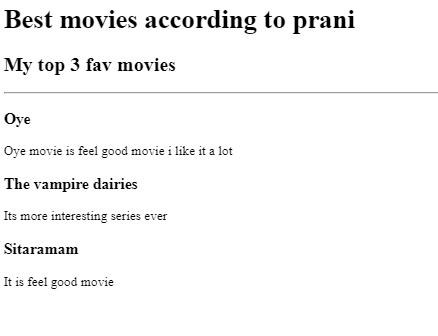 Best movies according to prani
My top 3 fav movies
Oye
Oye movie is feel good movie i like it a lot
The vampire dairies
Its more interesting series ever
Sitaramam
It is feel good movie